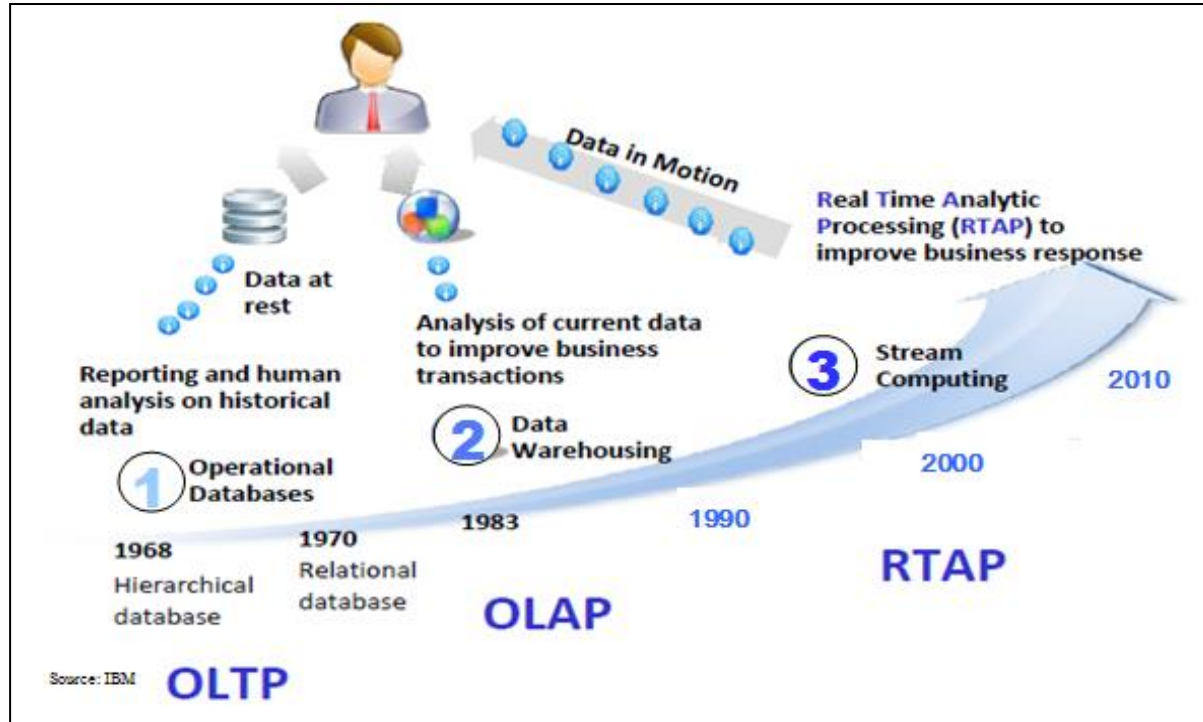 Data in Motion
Real Time Analytic
Processing (RTAP) to
improve business response
Data at
rest
Analysis of current data
to improve business
transactions
Reporting and human
analysis on historical
data
3
Stream
Computing
2010
2
Data
Warehousing
1
Operational
Databases
2000
1990
1983
1968
Hierarchical
database
1970
Relational
database
RTAP
OLAP
OLTP
Source: IBM